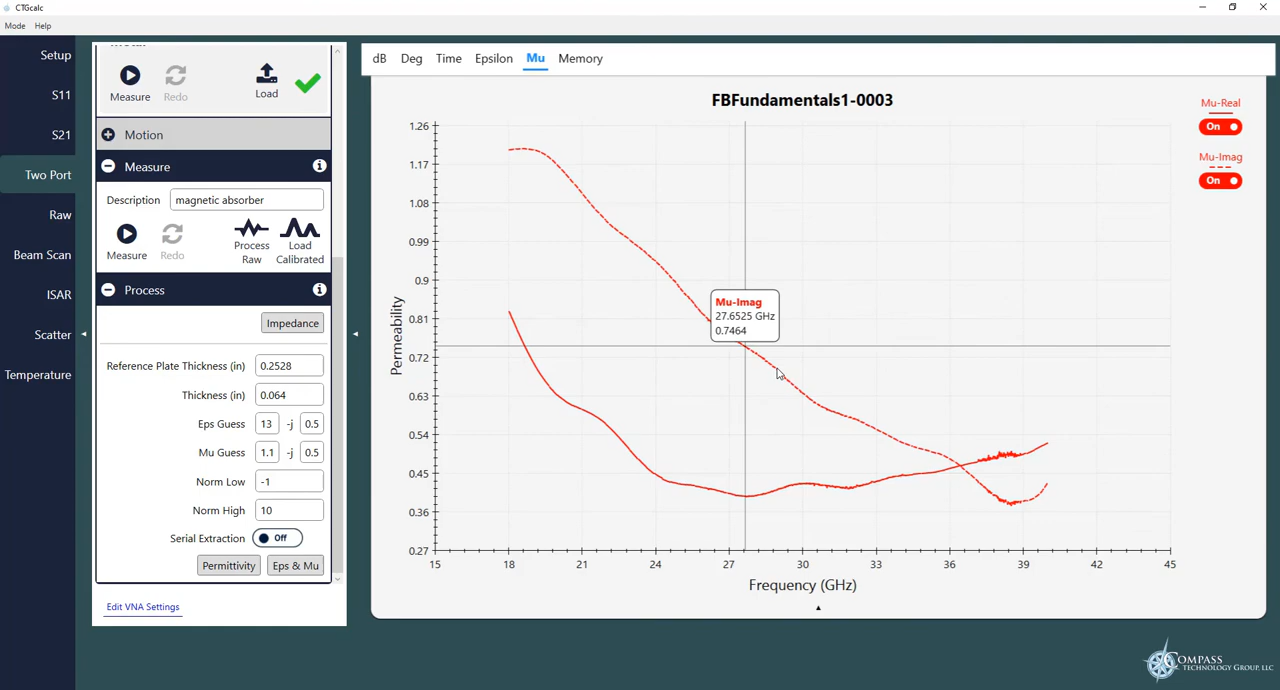 CTGcalc
Mode Help
Setup
S11
S21
Two Port
Raw
Beam Scan
ISAR
Scatter
Temperature
Measure Redo Load
Motion
Measure
Description magnetic absorber
Measure Redo Process Raw Load Calibrated
Process
Impedance
Reference Plate Thickness (in) 0.2528
Thickness (in) 0.064
Eps Guess 13 -j 0.5
Mu Guess 1.1 -j 0.5
Norm Low -1
Norm High 10
Serial Extraction Off
Permittivity Eps & Mu
Edit VNA Settings
dB Deg Time Epsilon Mu Memory
FBFundamentals1-0003
Mu-Real
On
Mu-Imag
On
1.26
1.17
1.08
0.99
0.9
0.81
0.72
0.63
0.54
0.45
0.36
0.27
Permeability
Mu-Imag
27.6525 GHz
0.7464
15 18 21 24 27 30 33 36 39 42 45
Frequency (GHz)
COMPASS
TECHNOLOGY GROUP, LLC